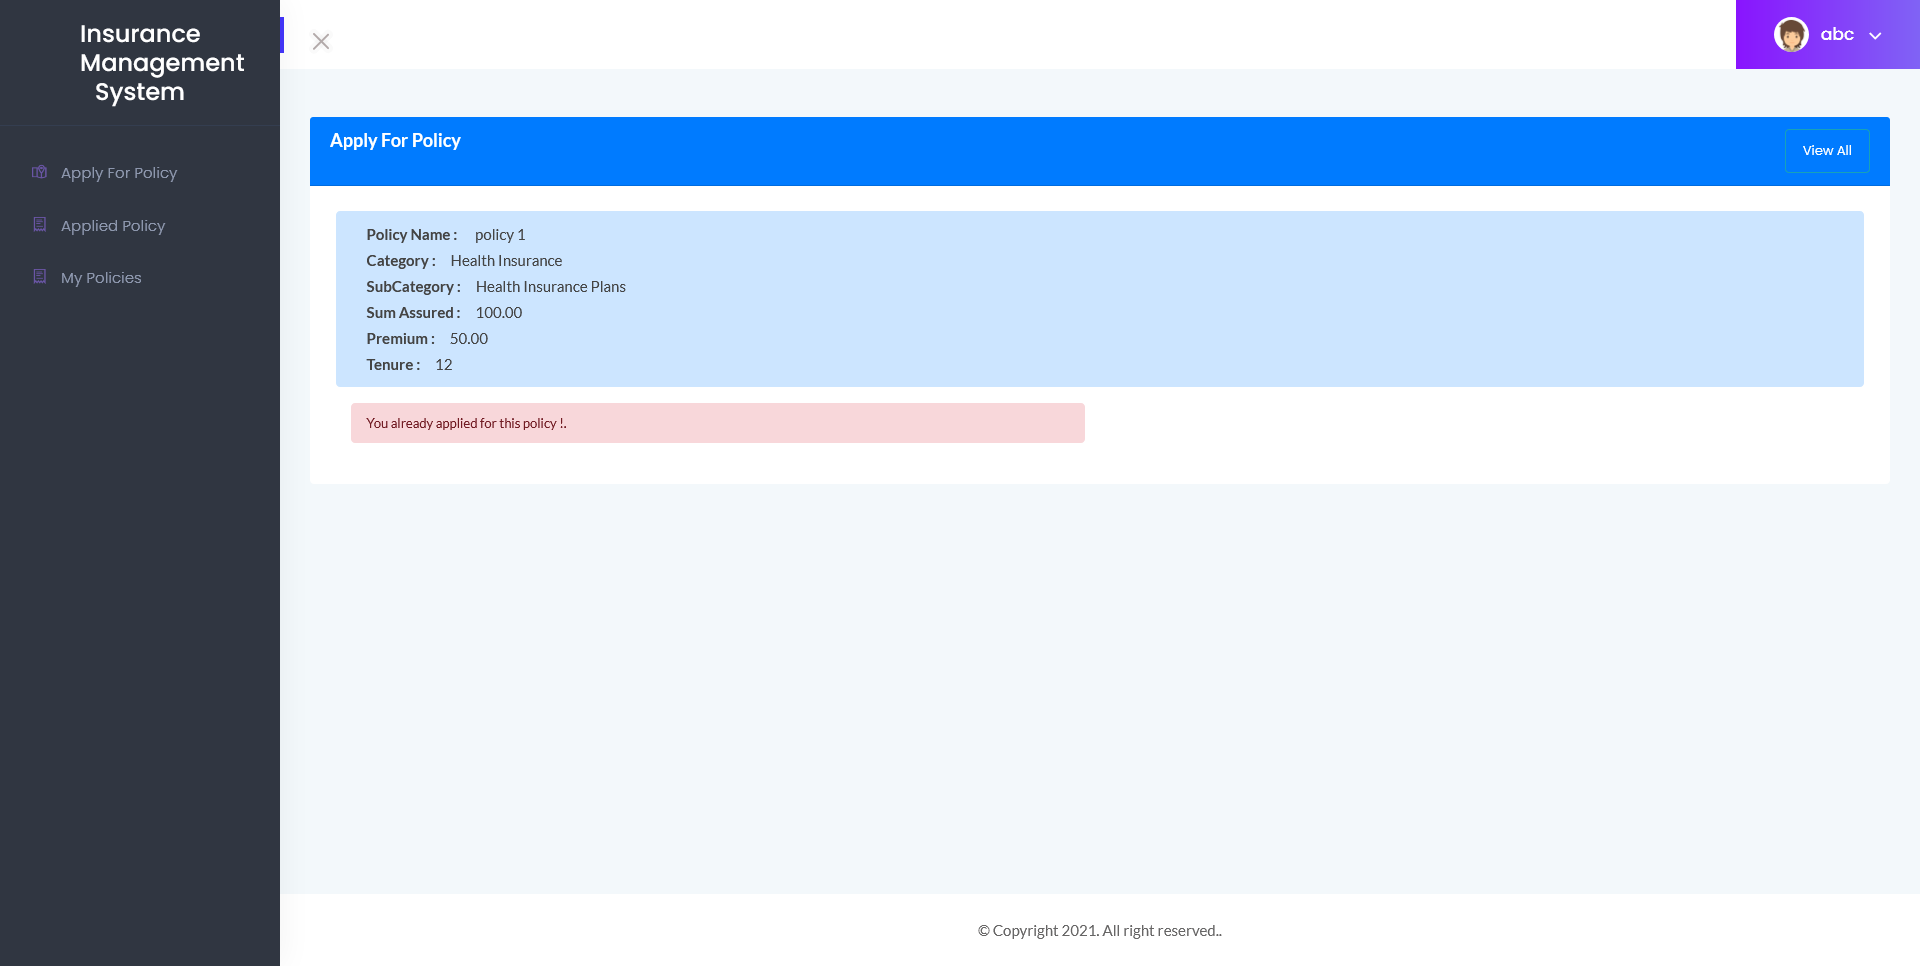 Insurance
Management
System
abc
Apply For Policy
Applied Policy
My Policies
Apply For Policy
View All
Policy Name : policy 1
Category : Health Insurance
SubCategory : Health Insurance Plans
Sum Assured : 100.00
Premium : 50.00
Tenure : 12
You already applied for this policy !.
© Copyright 2021. All right reserved..